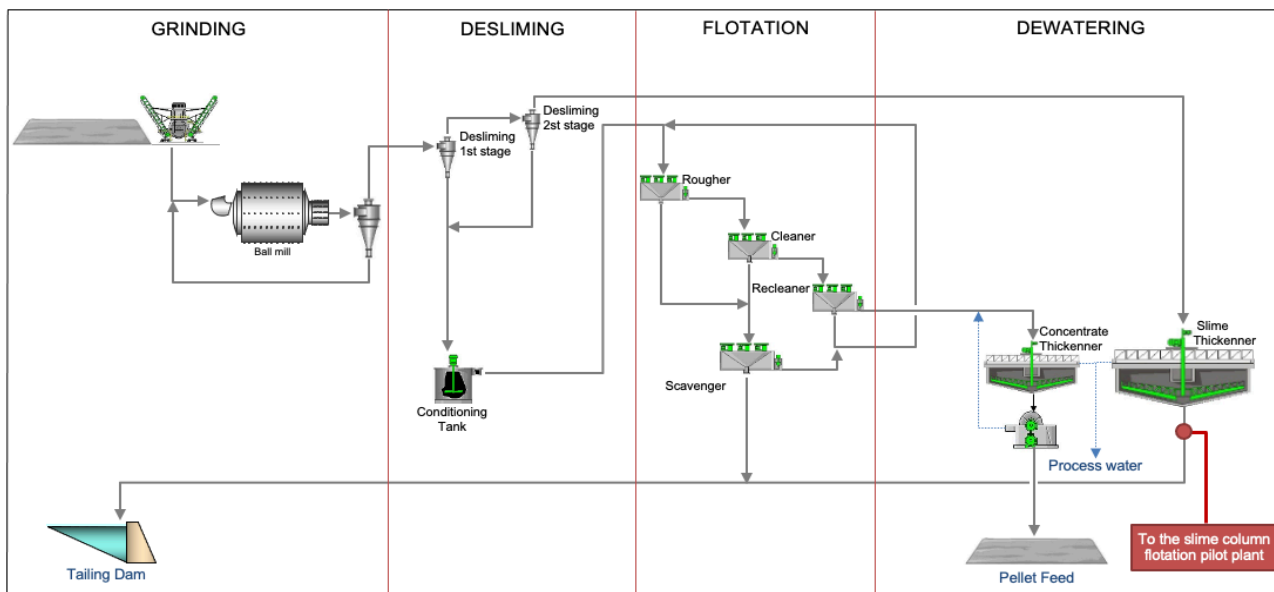 GRINDING
DESLIMING
FLOTATION
DEWATERING
Desliming
2st stage
Desliming
1st stage
Rougher
Ball mill
Cleaner
Recleaner
Concentrate
Thickenner
Slime
Thickenner
Scavenger
Conditioning
Tank
Process water
To the slime column
flotation pilot plant
Tailing Dam
Pellet Feed